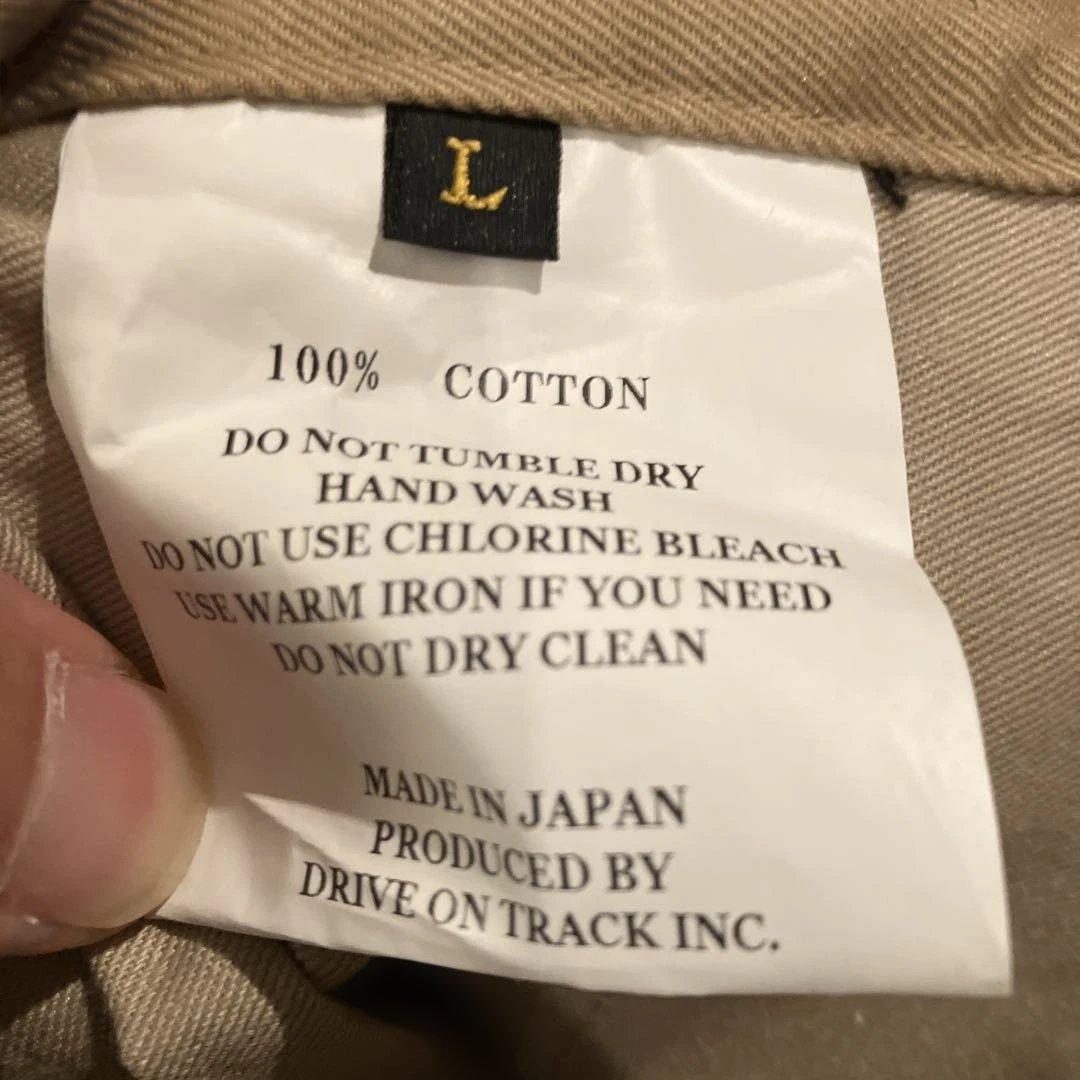 L
100% COTTON
DO NOT TUMBLE DRY
HAND WASH
DO NOT USE CHLORINE BLEACH
USE WARM IRON IF YOU NEED
DO NOT DRY CLEAN
MADE IN JAPAN
PRODUCED BY
DRIVE ON TRACK INC.